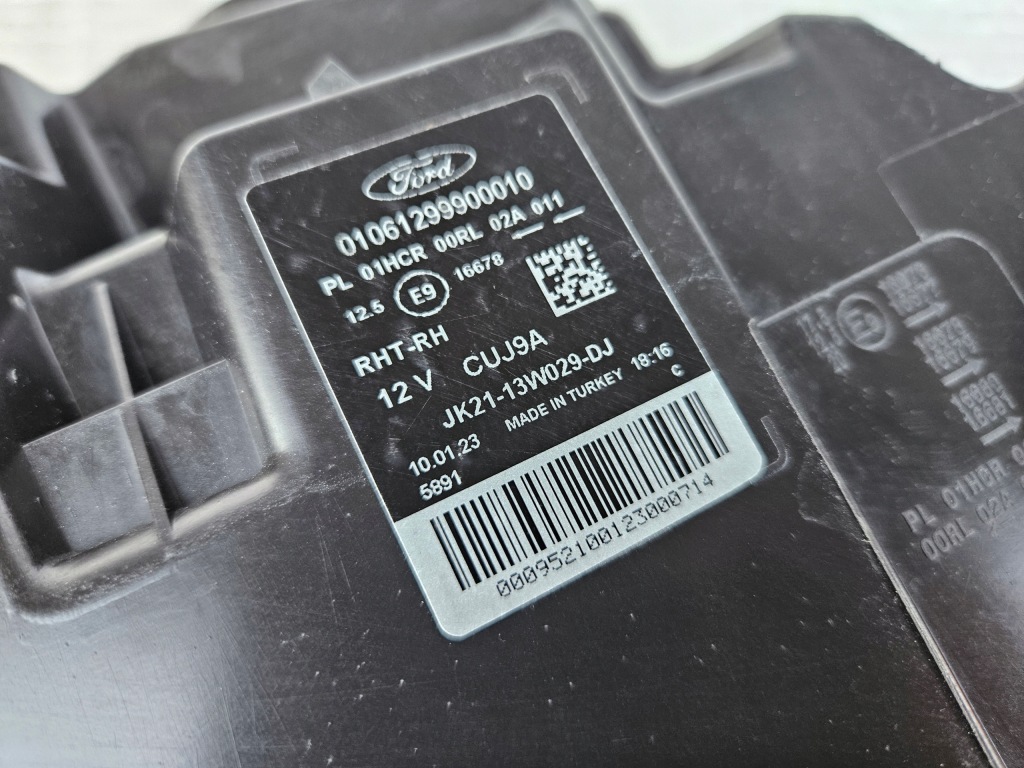 Ford
01061299900010
PL 01HCR 00RL 02A 011
12.5 E9 16678
RHT-RH
12 V CUJ9A
JK21-13W029-DJ
10.01.23 MADE IN TURKEY 18:16
5891 C
000952100123000714
PL 01HCR
00RL 02A